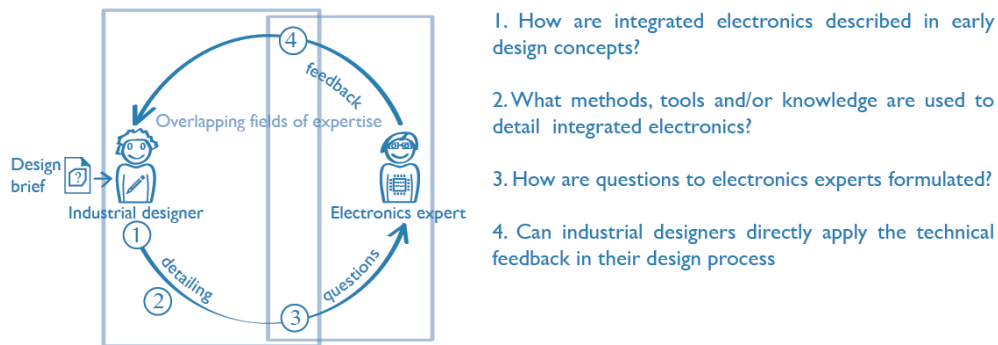 4
feedback
Overlapping fields of expertise
Design
brief
?
Industrial designer
Electronics expert
1
detailing
2
questions
3
1. How are integrated electronics described in early
design concepts?
2. What methods, tools and/or knowledge are used to
detail integrated electronics?
3. How are questions to electronics experts formulated?
4. Can industrial designers directly apply the technical
feedback in their design process